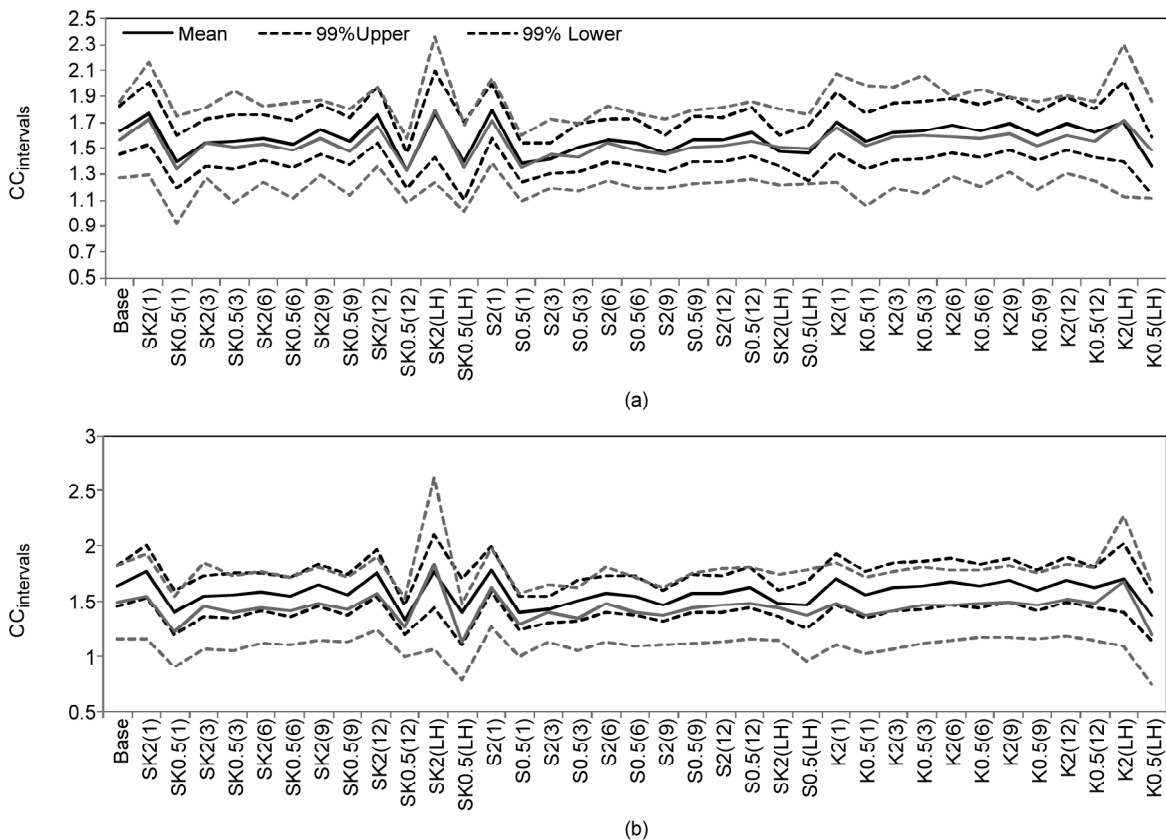 2.5
2.3
2.1
1.9
1.7
1.5
1.3
1.1
0.9
0.7
0.5
CCintervals
Mean 99%Upper 99% Lower
Base
SK2(1)
SK0.5(1)
SK2(3)
SK0.5(3)
SK2(6)
SK0.5(6)
SK2(9)
SK0.5(9)
SK2(12)
SK0.5(12)
SK2(LH)
SK0.5(LH)
S2(1)
S0.5(1)
S2(3)
S0.5(3)
S2(6)
S0.5(6)
S2(9)
S0.5(9)
S2(12)
S0.5(12)
SK2(LH)
S0.5(LH)
K2(1)
K0.5(1)
K2(3)
K0.5(3)
K2(6)
K0.5(6)
K2(9)
K0.5(9)
K2(12)
K0.5(12)
K2(LH)
K0.5(LH)
(a)
3
2.5
2
1.5
1
0.5
CCintervals
Base
SK2(1)
SK0.5(1)
SK2(3)
SK0.5(3)
SK2(6)
SK0.5(6)
SK2(9)
SK0.5(9)
SK2(12)
SK0.5(12)
SK2(LH)
SK0.5(LH)
S2(1)
S0.5(1)
S2(3)
S0.5(3)
S2(6)
S0.5(6)
S2(9)
S0.5(9)
S2(12)
S0.5(12)
SK2(LH)
S0.5(LH)
K2(1)
K0.5(1)
K2(3)
K0.5(3)
K2(6)
K0.5(6)
K2(9)
K0.5(9)
K2(12)
K0.5(12)
K2(LH)
K0.5(LH)
(b)